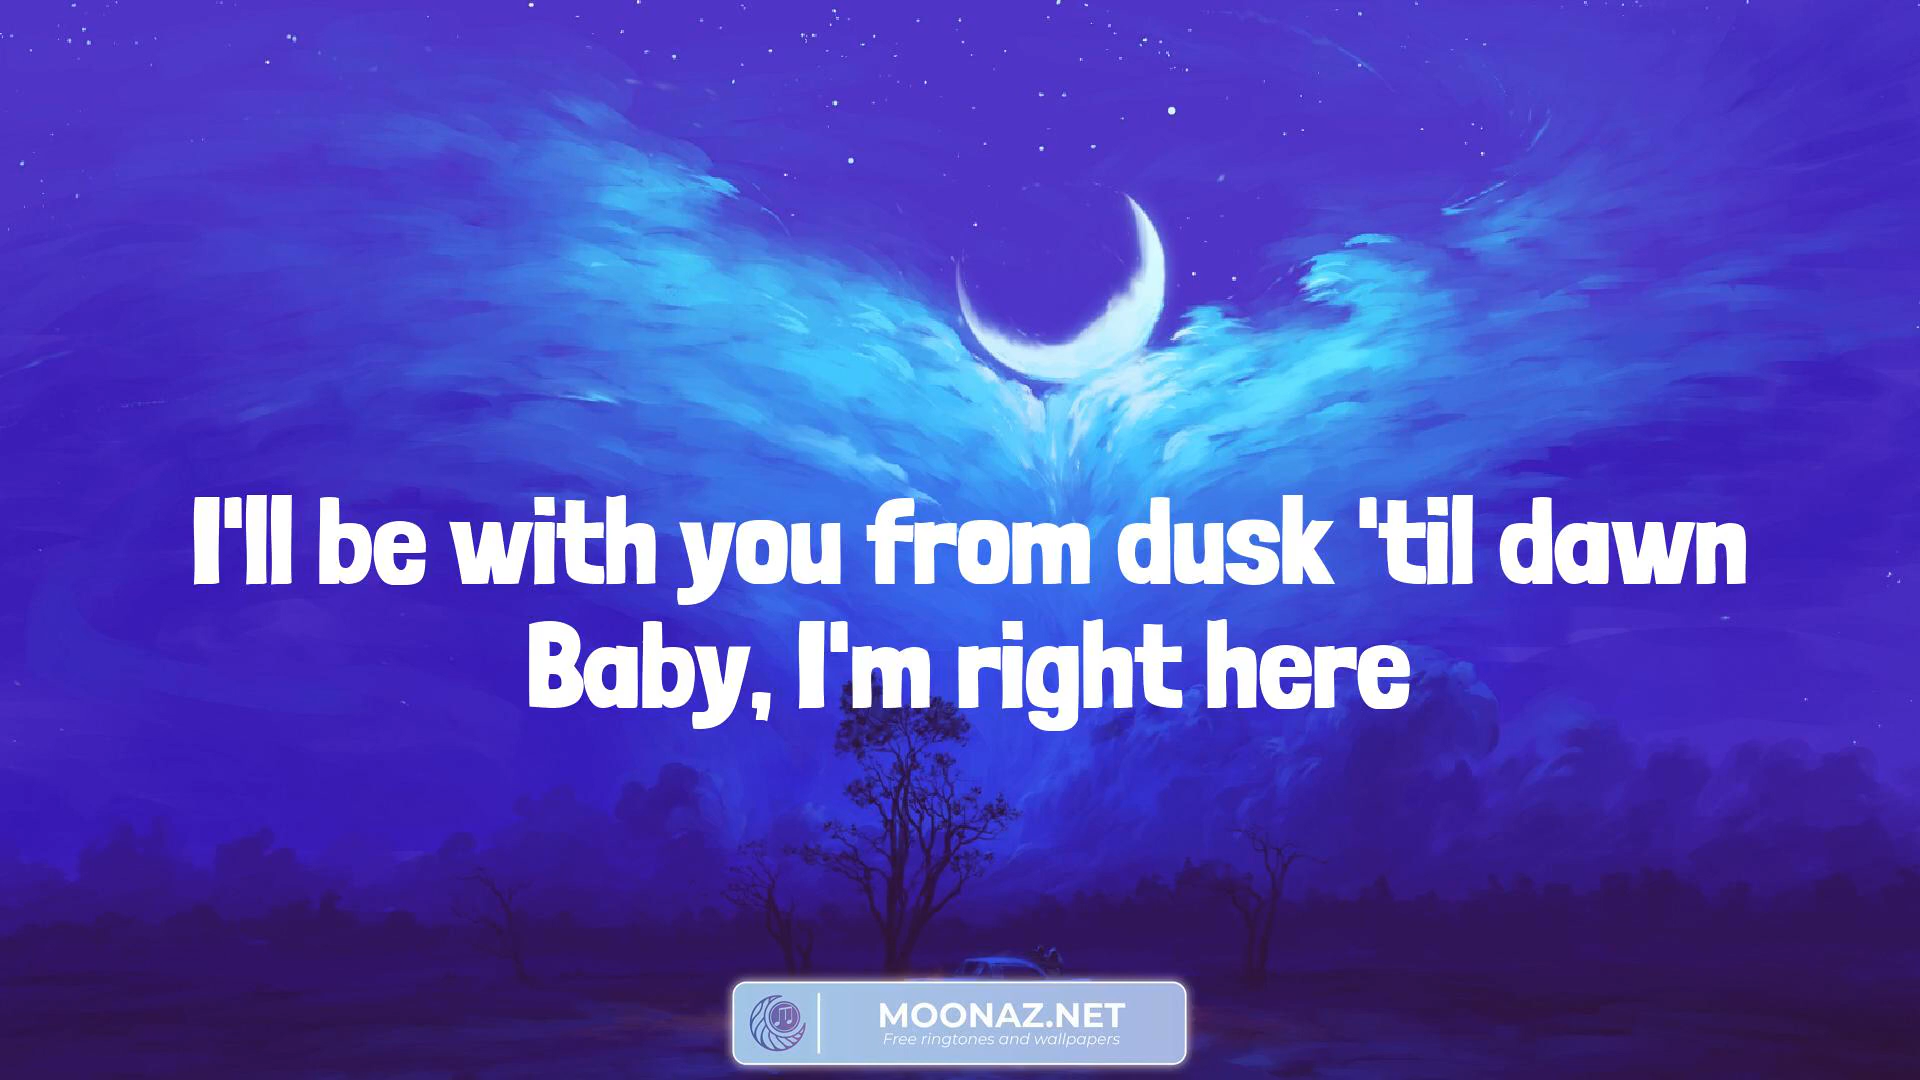 I'll be with you from dusk 'til dawn
Baby, I'm right here
MOONAZ.NET
Free ringtones and wallpapers